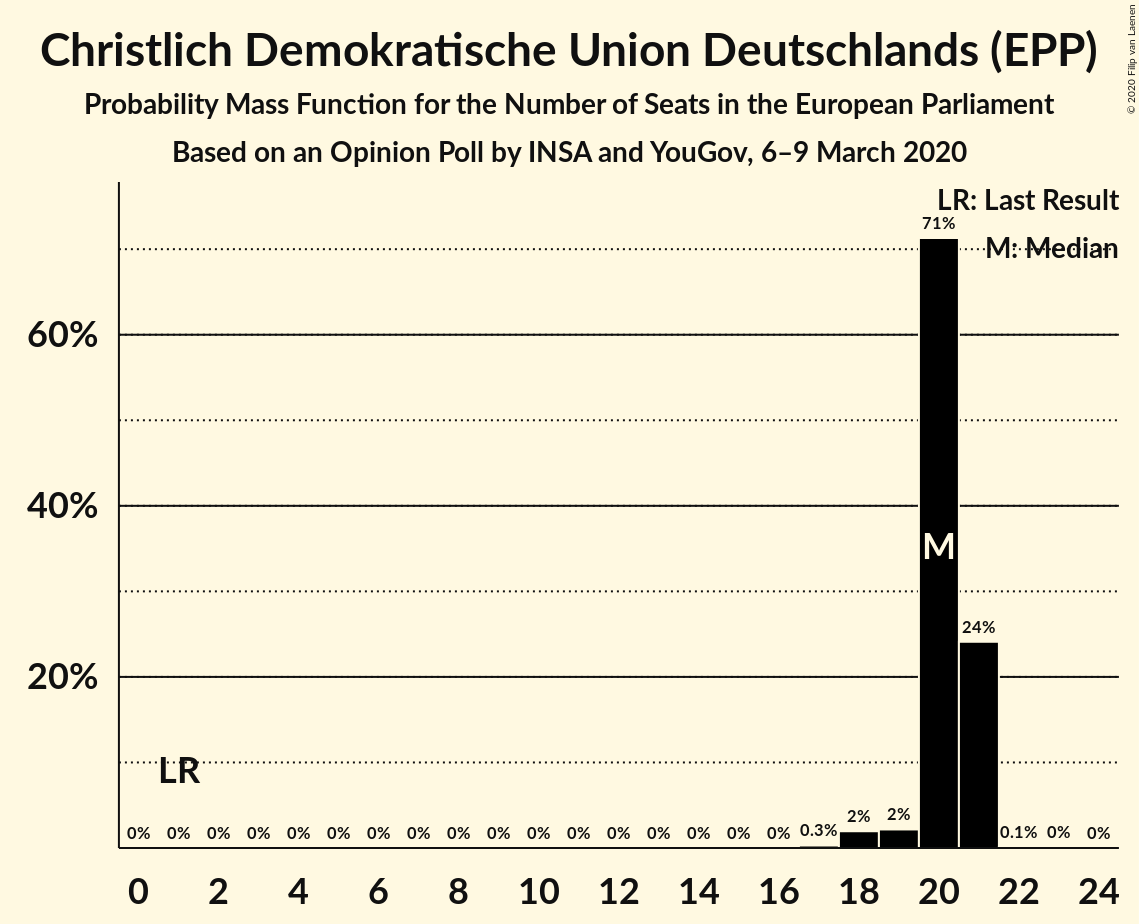 Christlich Demokratische Union Deutschlands (EPP)
Probability Mass Function for the Number of Seats in the European Parliament
Based on an Opinion Poll by INSA and YouGov, 6–9 March 2020
© 2020 Filip van Laenen
LR: Last Result
M: Median
71%
60%
40%
M
24%
20%
LR
0% 0% 0% 0% 0% 0% 0% 0% 0% 0% 0% 0% 0% 0% 0% 0% 0% 0.3% 2% 2% 0.1% 0% 0%
0 2 4 6 8 10 12 14 16 18 20 22 24